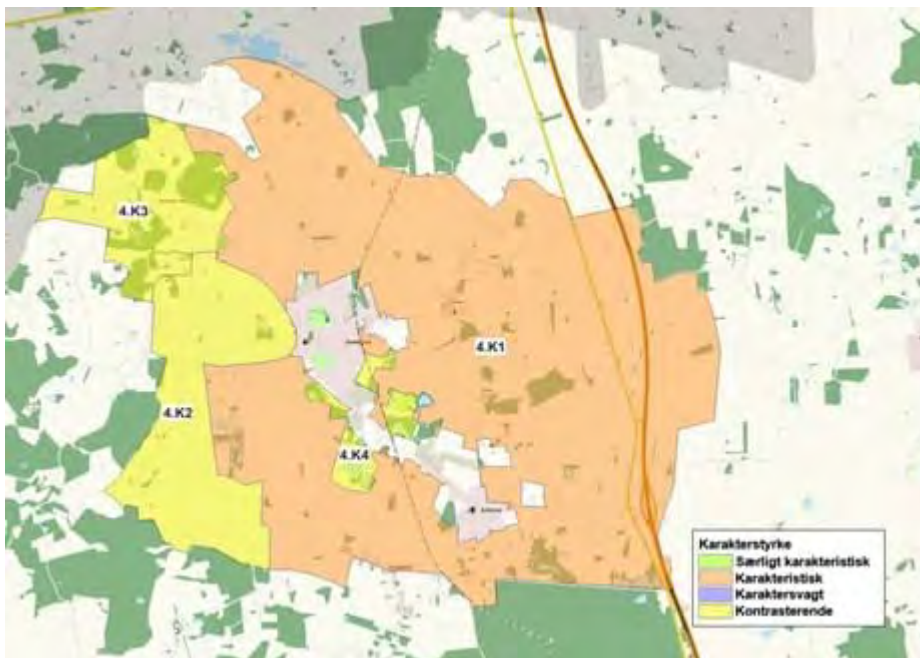 4.K3
4.K1
4.K2
4.K4
Karakterstyrke
Særligt karakteristisk
Karakteristisk
Karaktersvagt
Kontrasterende